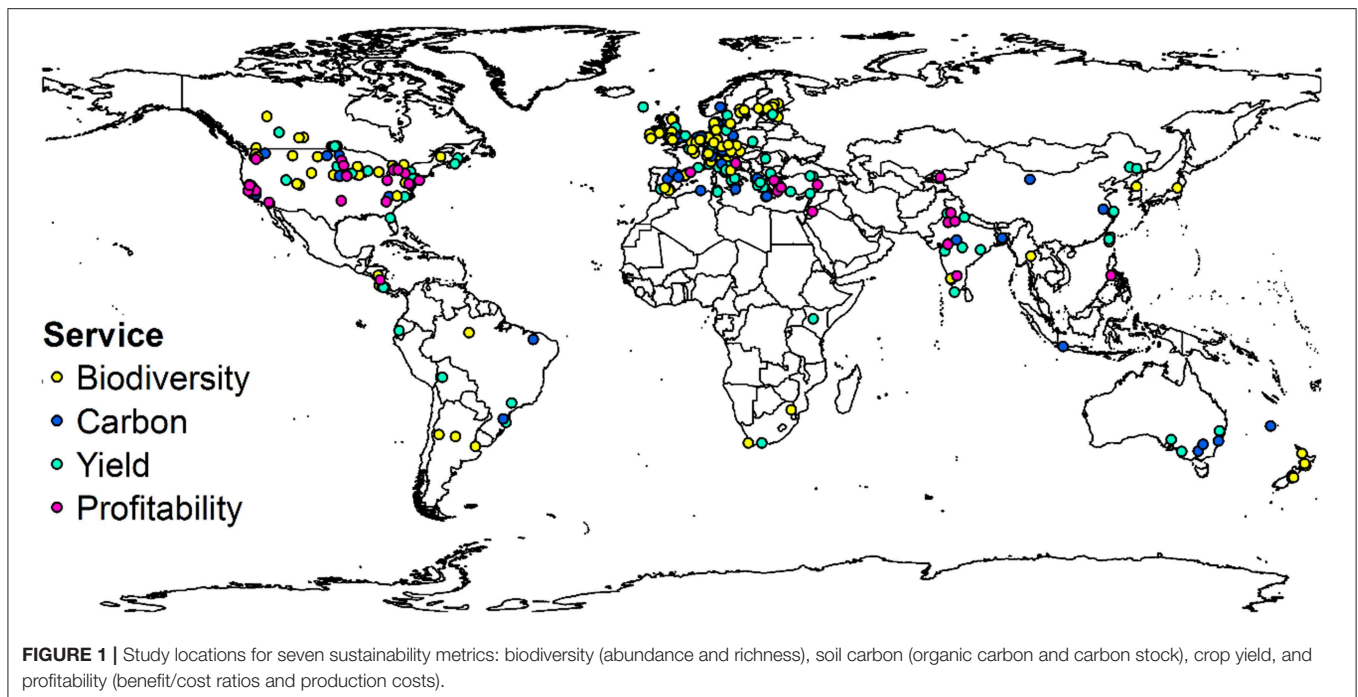 Service
Biodiversity
Carbon
Yield
Profitability
FIGURE 1 | Study locations for seven sustainability metrics: biodiversity (abundance and richness), soil carbon (organic carbon and carbon stock), crop yield, and
profitability (benefit/cost ratios and production costs).